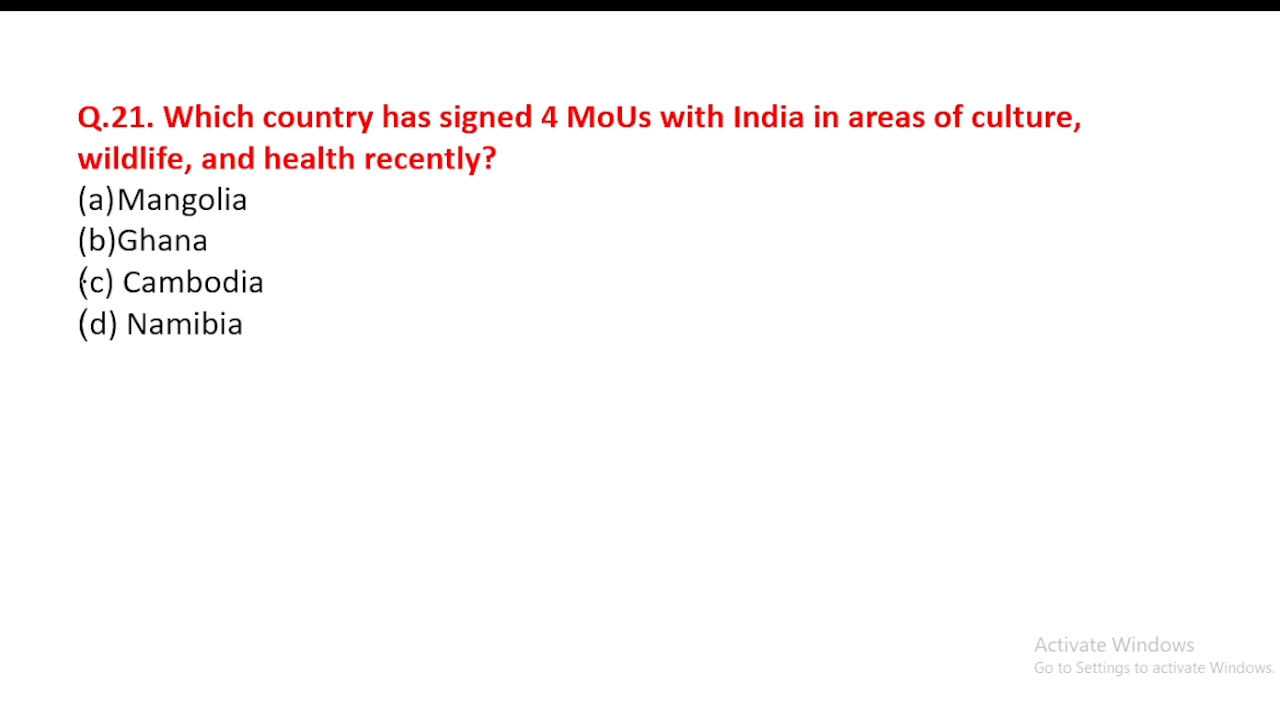 Q.21. Which country has signed 4 MoUs with India in areas of culture,
wildlife, and health recently?
(a)Mangolia
(b)Ghana
(c) Cambodia
(d) Namibia
Activate Windows
Go to Settings to activate Windows.